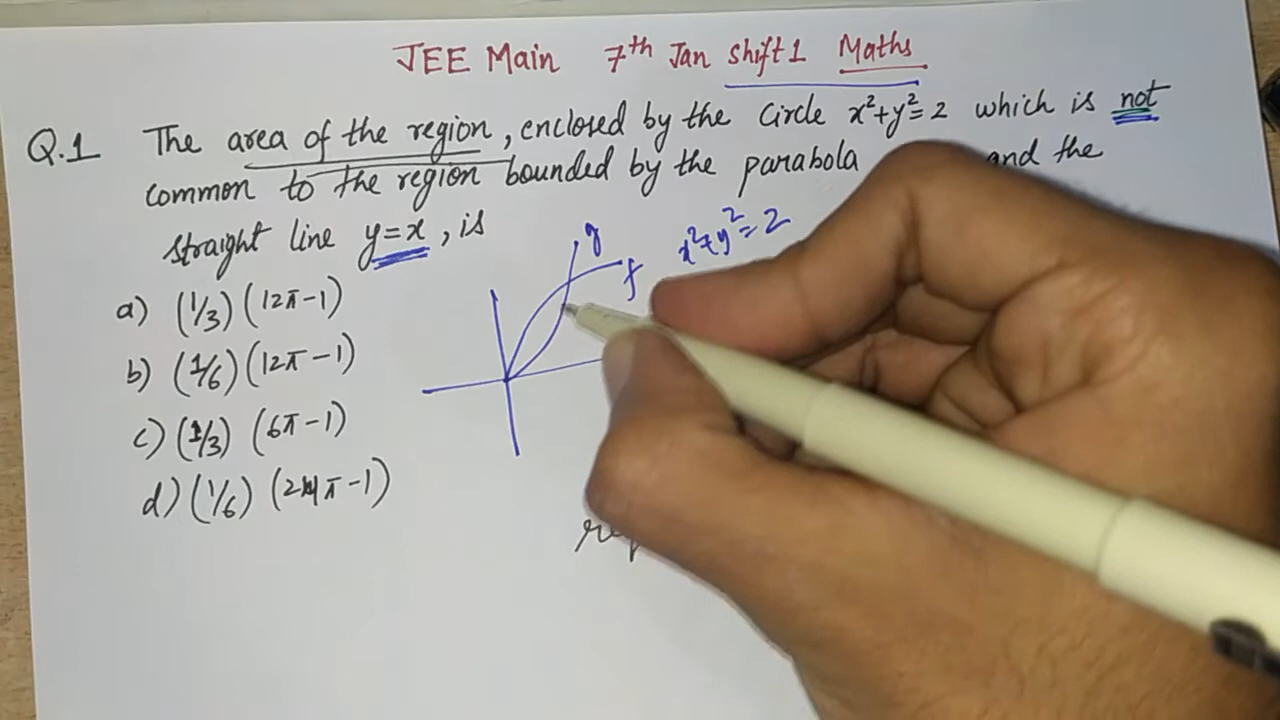 JEE Main 7th Jan shift 1 Maths
Q.1 The area of the region, enclosed by the Circle x²+y²=2 which is not
common to the region bounded by the parabola and the
straight line y=x, is
a) (1/3) (12π-1)
b) (1/6) (12π-1)
c) (1/3) (6π-1)
d) (1/6) (24π-1)
g
f
x²+y²=2